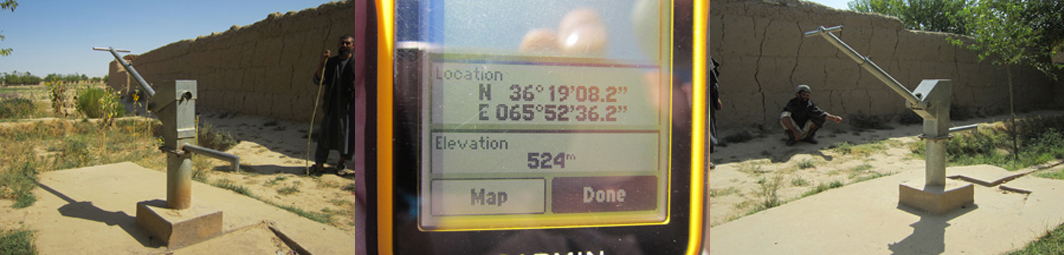 Location
N 36° 19'08.2"
E 065°52'36.2"
Elevation
524m
Map
Done